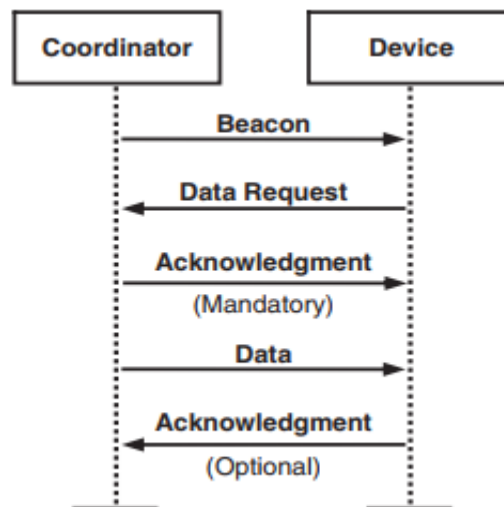 Coordinator
Device
Beacon
Data Request
Acknowledgment
(Mandatory)
Data
Acknowledgment
(Optional)